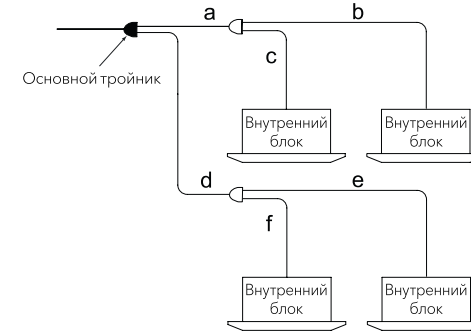 a
b
c
Основной тройник
Внутренний
блок
Внутренний
блок
d
e
f
Внутренний
блок
Внутренний
блок